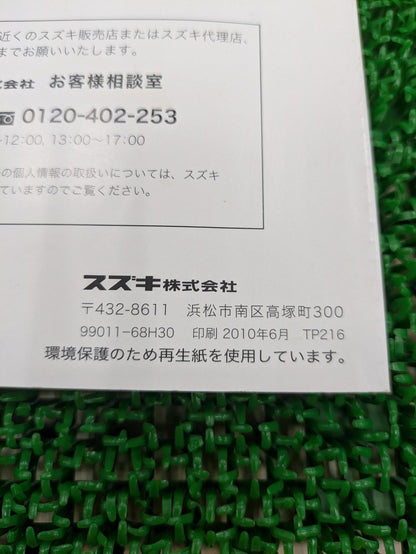 近くのスズキ販売店またはスズキ代理店、
までお願いいたします。
式会社 お客様相談室
0120-402-253
12:00, 13:00〜17:00
の個人情報の取扱いについては、スズキ
ていますのでご覧ください。
スズキ株式会社
〒432-8611 浜松市南区高塚町300
99011-68H30 印刷 2010年6月 TP216
環境保護のため再生紙を使用しています。